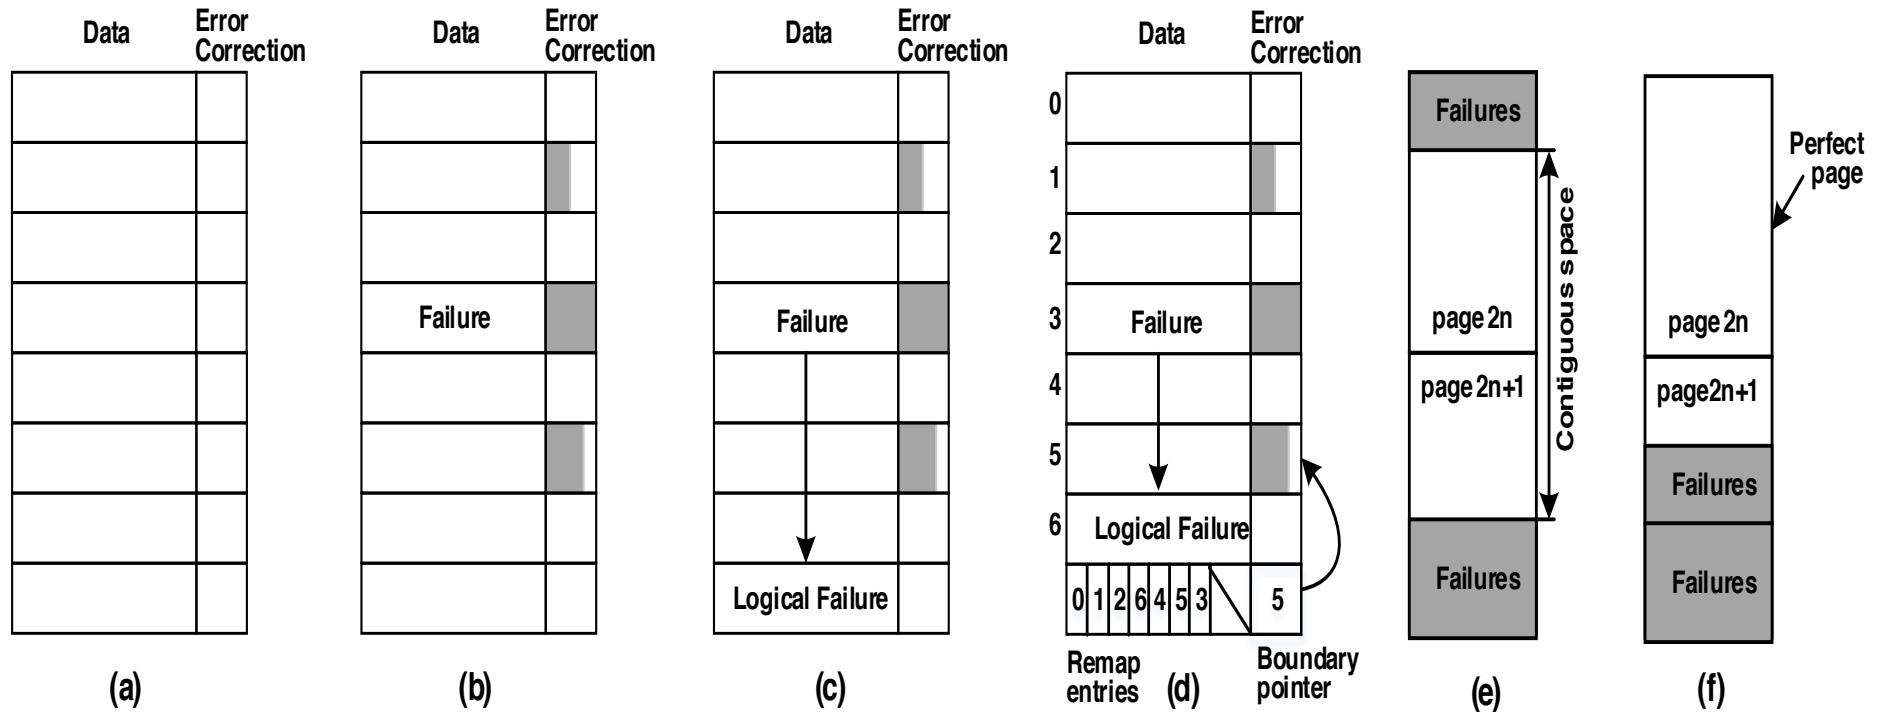 Data
Error
Correction
Data
Error
Correction
Failure
Data
Error
Correction
Failure
Logical Failure
Data
Error
Correction
0
1
2
3
Failure
4
5
6
Logical Failure
0 1 2 6 4 5 3
5
Remap
entries
Boundary
pointer
Failures
page 2n
page 2n+1
Contiguous space
Failures
Perfect
page
page 2n
page2n+1
Failures
Failures
(a)
(b)
(c)
(d)
(e)
(f)